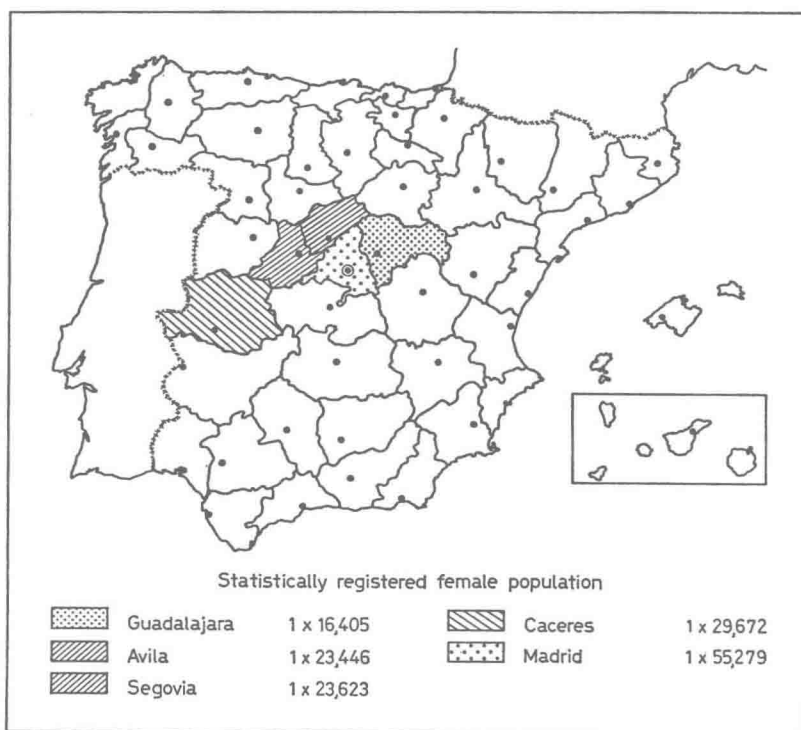 Statistically registered female population
Guadalajara 1 x 16,405
Avila 1 x 23,446
Segovia 1 x 23,623
Caceres 1 x 29,672
Madrid 1 x 55,279